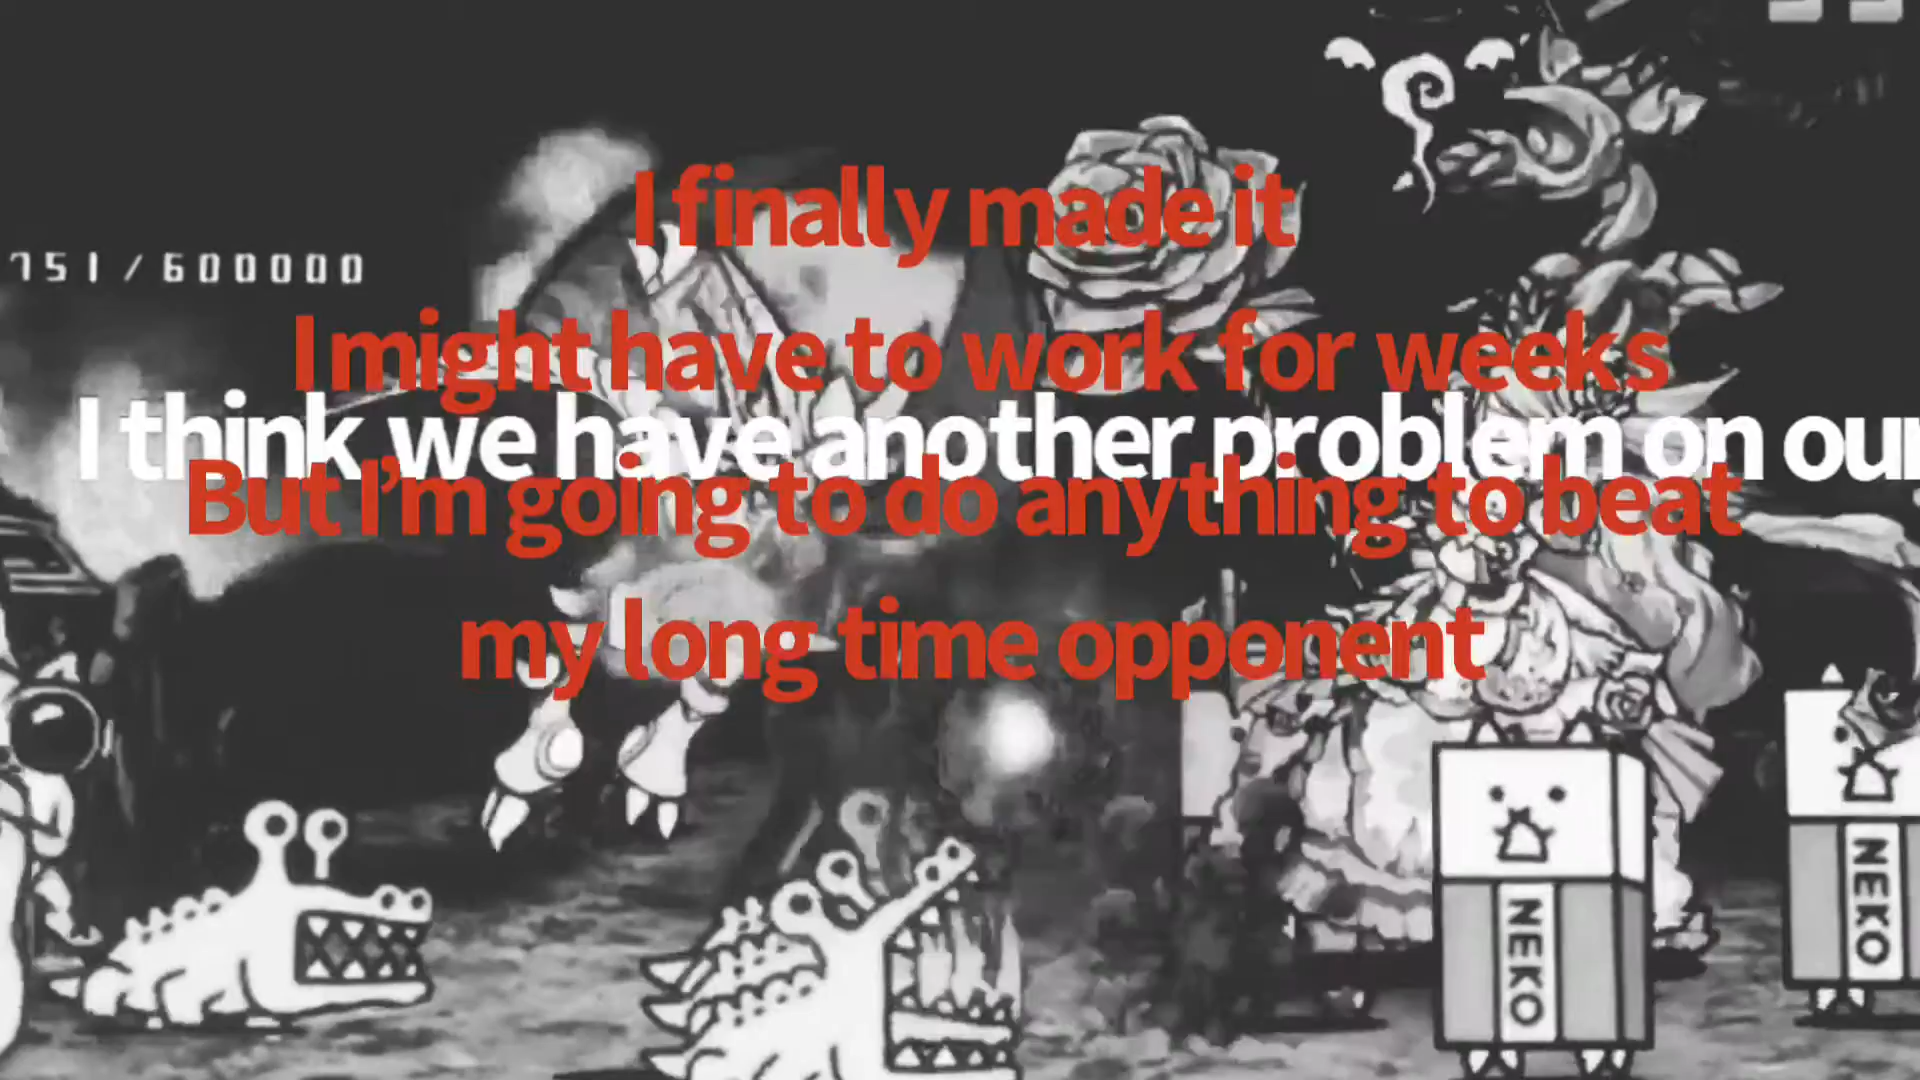 751/600000
I finally made it
I might have to work for weeks
I think we have another problem on our
But I'm going to do anything to beat
my long time opponent
NEKO
NEKO